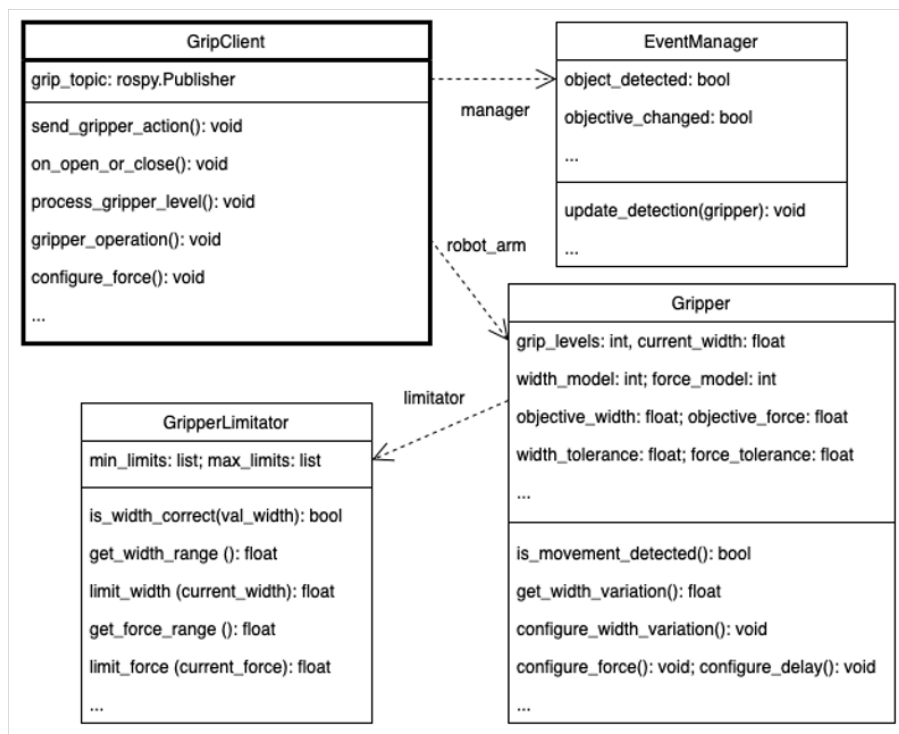 GripClient
grip_topic: rospy.Publisher
send_gripper_action(): void
on_open_or_close(): void
process_gripper_level(): void
gripper_operation(): void
configure_force(): void
...
manager
EventManager
object_detected: bool
objective_changed: bool
...
update_detection(gripper): void
...
robot_arm
Gripper
grip_levels: int, current_width: float
width_model: int; force_model: int
objective_width: float; objective_force: float
width_tolerance: float; force_tolerance: float
...
is_movement_detected(): bool
get_width_variation(): float
configure_width_variation(): void
configure_force(): void; configure_delay(): void
...
limitator
GripperLimitator
min_limits: list; max_limits: list
is_width_correct(val_width): bool
get_width_range (): float
limit_width (current_width): float
get_force_range (): float
limit_force (current_force): float
...